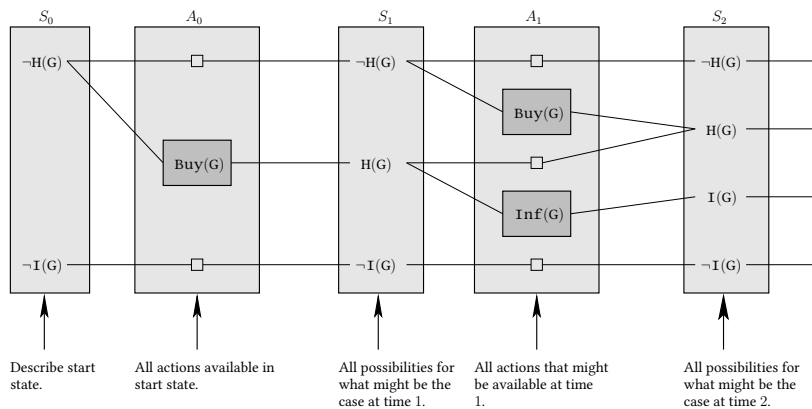 S₀ A₀ S₁ A₁ S₂
¬H(G) ¬H(G) ¬H(G)
Buy(G) H(G)
Buy(G) H(G)
Inf(G) I(G)
¬I(G) ¬I(G) ¬I(G)
Describe start
state.
All actions available in
start state.
All possibilities for
what might be the
case at time 1.
All actions that might
be available at time
1.
All possibilities for
what might be the
case at time 2.